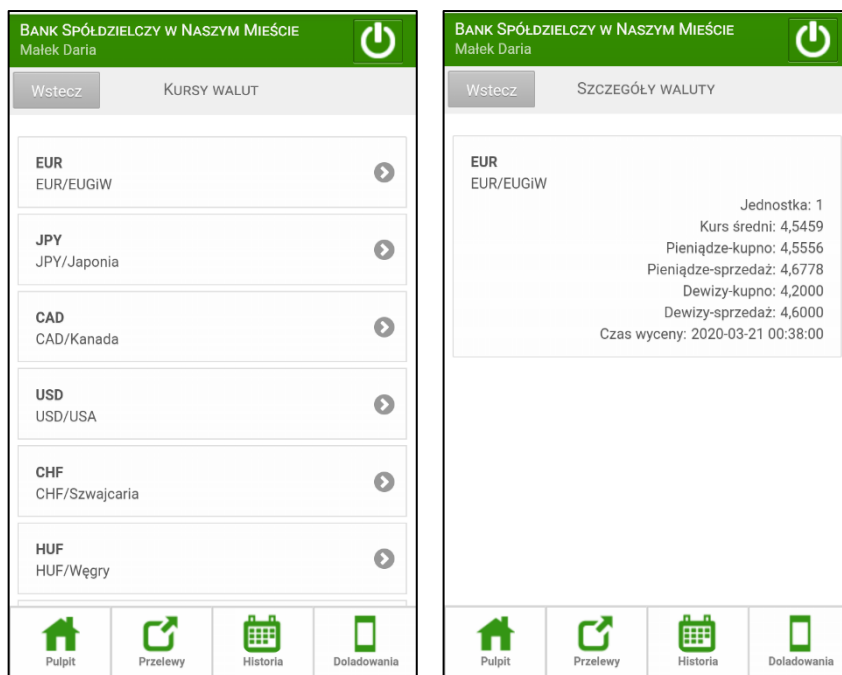 Bank Spółdzielczy w Naszym Mieście
Małek Daria
Wstecz
Kursy walut
EUR
EUR/EUGiW
JPY
JPY/Japonia
CAD
CAD/Kanada
USD
USD/USA
CHF
CHF/Szwajcaria
HUF
HUF/Węgry
Pulpit
Przelewy
Historia
Doladowania
Bank Spółdzielczy w Naszym Mieście
Małek Daria
Wstecz
Szczegóły waluty
EUR
EUR/EUGiW
Jednostka: 1
Kurs średni: 4,5459
Pieniądze-kupno: 4,5556
Pieniądze-sprzedaż: 4,6778
Dewizy-kupno: 4,2000
Dewizy-sprzedaż: 4,6000
Czas wyceny: 2020-03-21 00:38:00
Pulpit
Przelewy
Historia
Doladowania